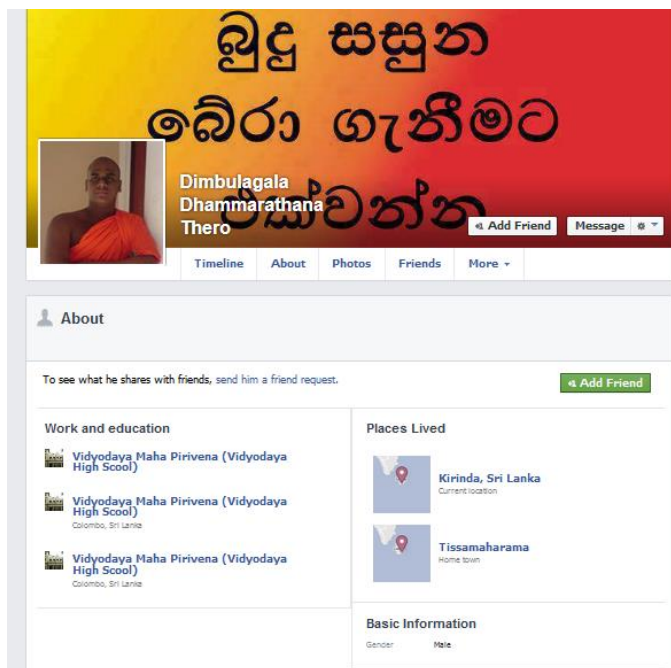 බුදු සසුන
බේරා ගැනීමට
එක්වන්න
Dimbulagala
Dhammarathana
Thero
Add Friend
Message
Timeline About Photos Friends More
About
To see what he shares with friends, send him a friend request.
Add Friend
Work and education
Vidyodaya Maha Pirivena (Vidyodaya
High Scool)
Vidyodaya Maha Pirivena (Vidyodaya
High Scool)
Colombo, Sri Lanka
Vidyodaya Maha Pirivena (Vidyodaya
High Scool)
Colombo, Sri Lanka
Places Lived
Kirinda, Sri Lanka
Current location
Tissamaharama
Home town
Basic Information
Gender Male